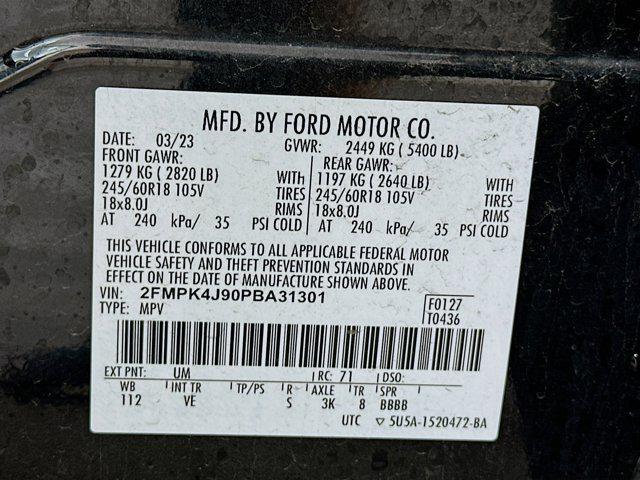 MFD. BY FORD MOTOR CO.
DATE: 03/23 GVWR: 2449 KG ( 5400 LB)
FRONT GAWR: REAR GAWR:
1279 KG ( 2820 LB) WITH 1197 KG ( 2640 LB) WITH
245/60R18 105V TIRES 245/60R18 105V TIRES
18x8.0J RIMS 18x8.0J RIMS
AT 240 kPa/ 35 PSI COLD AT 240 kPa/ 35 PSI COLD
THIS VEHICLE CONFORMS TO ALL APPLICABLE FEDERAL MOTOR
VEHICLE SAFETY AND THEFT PREVENTION STANDARDS IN
EFFECT ON THE DATE OF MANUFACTURE SHOWN ABOVE.
VIN: 2FMPK4J90PBA31301 F0127
TYPE: MPV T0436
EXT PNT: UM RC: 71 DSO:
WB INT TR TP/PS R AXLE TR SPR
112 VE S 3K 8 BBBB
UTC ▽ 5U5A-1520472-BA